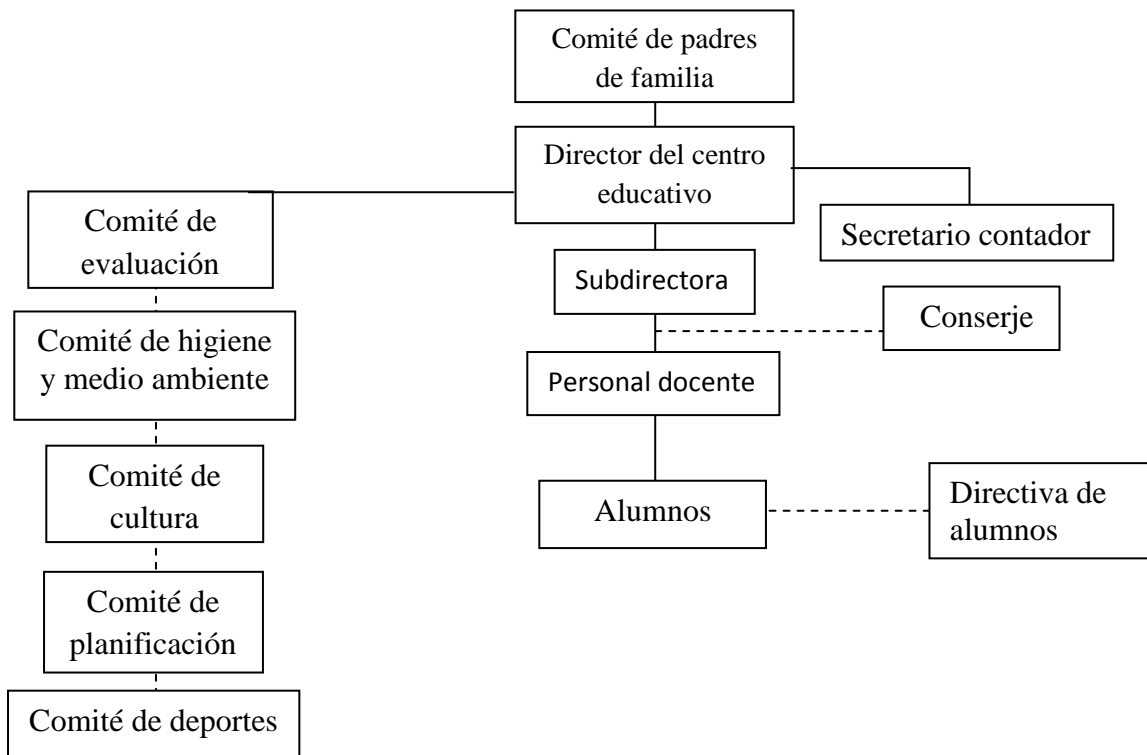 Comité de padres
de familia
Director del centro
educativo
Comité de
evaluación
Secretario contador
Subdirectora
Conserje
Comité de higiene
y medio ambiente
Personal docente
Comité de
cultura
Alumnos
Directiva de
alumnos
Comité de
planificación
Comité de deportes